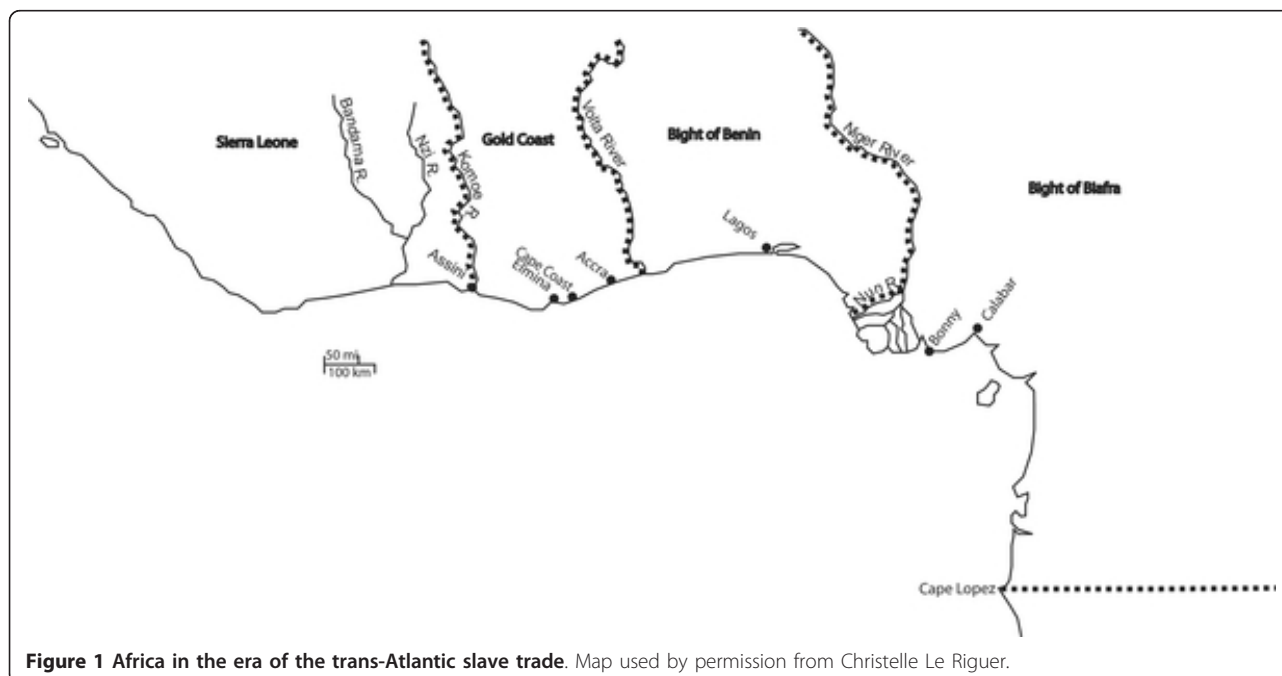 Sierra Leone
Bandama R.
Nzi R.
Komoe R.
Gold Coast
Volta River
Bight of Benin
Niger River
Bight of Biafra
Assini
Elmina
Cape Coast
Accra
Lagos
Nun R.
Bonny
Calabar
50 mi.
100 km
Cape Lopez
Figure 1 Africa in the era of the trans-Atlantic slave trade. Map used by permission from Christelle Le Riguer.